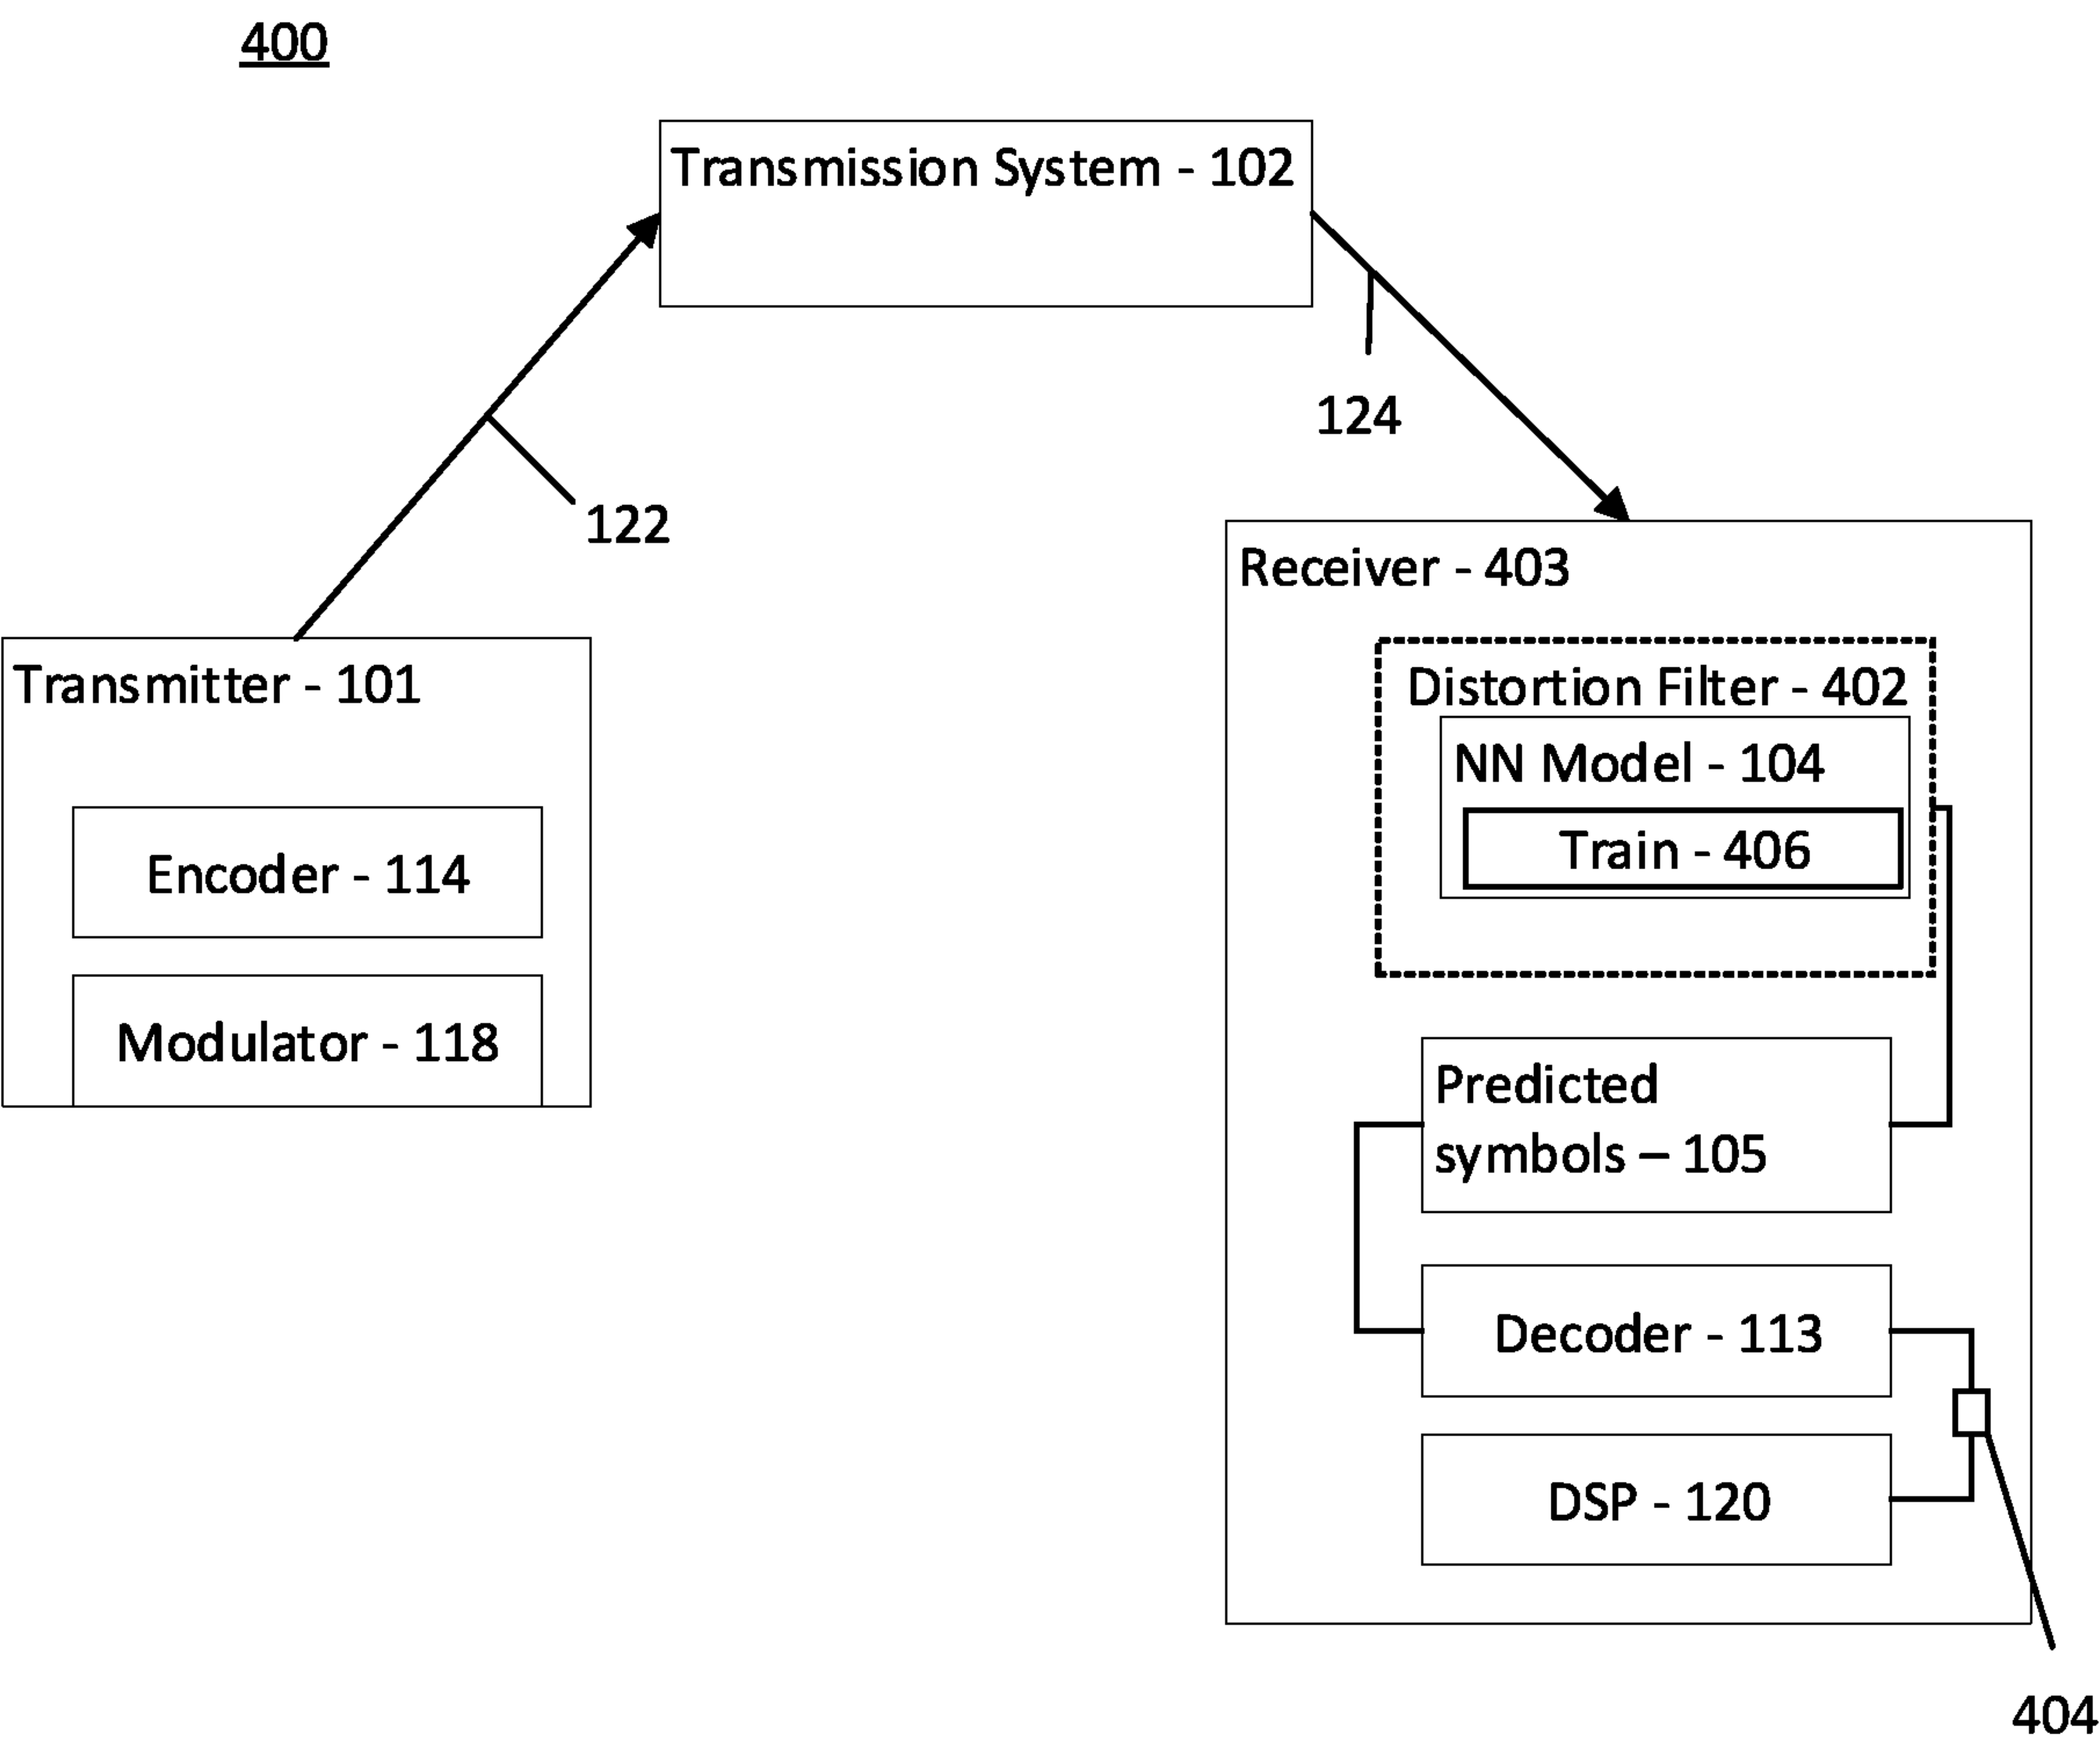 400
Transmission System - 102
124
122
Receiver - 403
Transmitter - 101
Distortion Filter - 402
NN Model - 104
Train - 406
Encoder - 114
Modulator - 118
Predicted
symbols – 105
Decoder - 113
DSP - 120
404